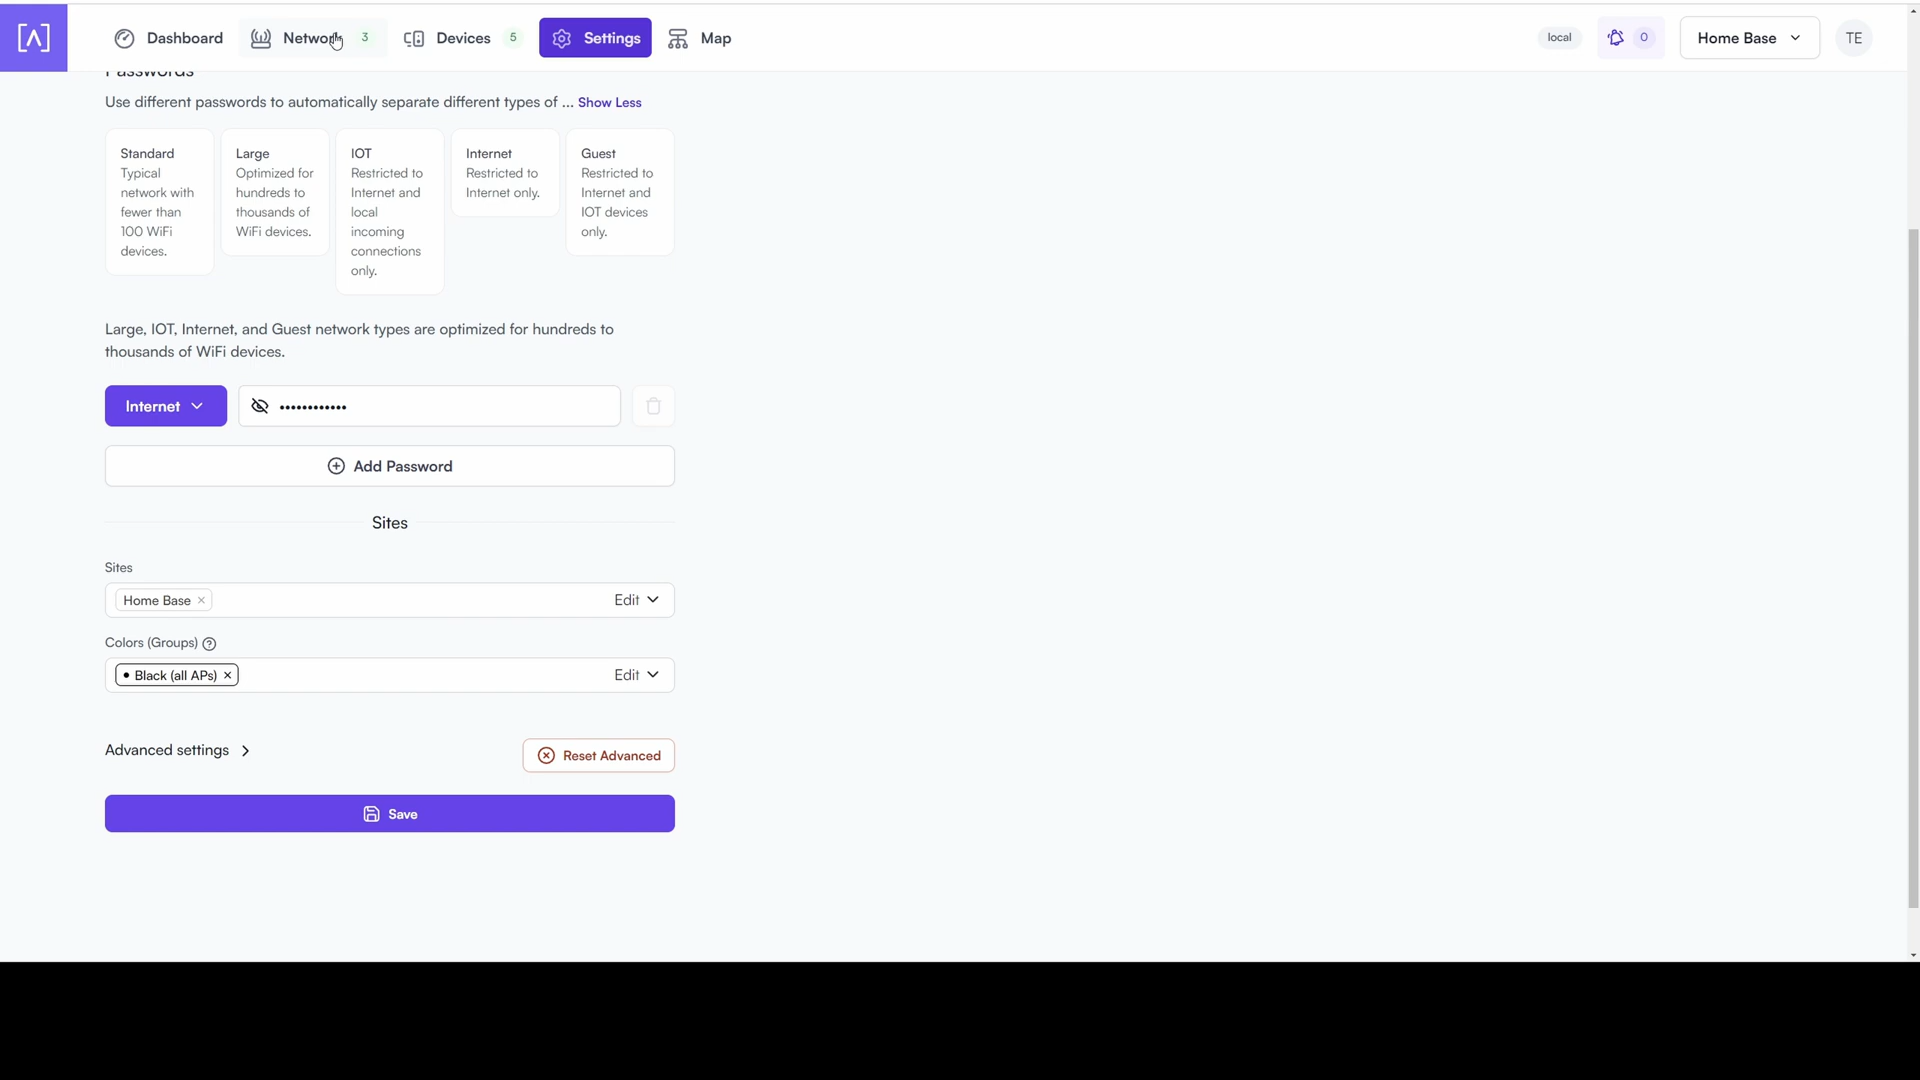 [Λ]
Dashboard
Network 3
Devices 5
Settings
Map
local
0
Home Base
TE
Passwords
Use different passwords to automatically separate different types of ... Show Less
Standard
Typical
network with
fewer than
100 WiFi
devices.
Large
Optimized for
hundreds to
thousands of
WiFi devices.
IOT
Restricted to
Internet and
local
incoming
connections
only.
Internet
Restricted to
Internet only.
Guest
Restricted to
Internet and
IOT devices
only.
Large, IOT, Internet, and Guest network types are optimized for hundreds to
thousands of WiFi devices.
Internet
••••••••••••
Add Password
Sites
Sites
Home Base ×
Edit
Colors (Groups) ?
• Black (all APs) ×
Edit
Advanced settings
Reset Advanced
Save